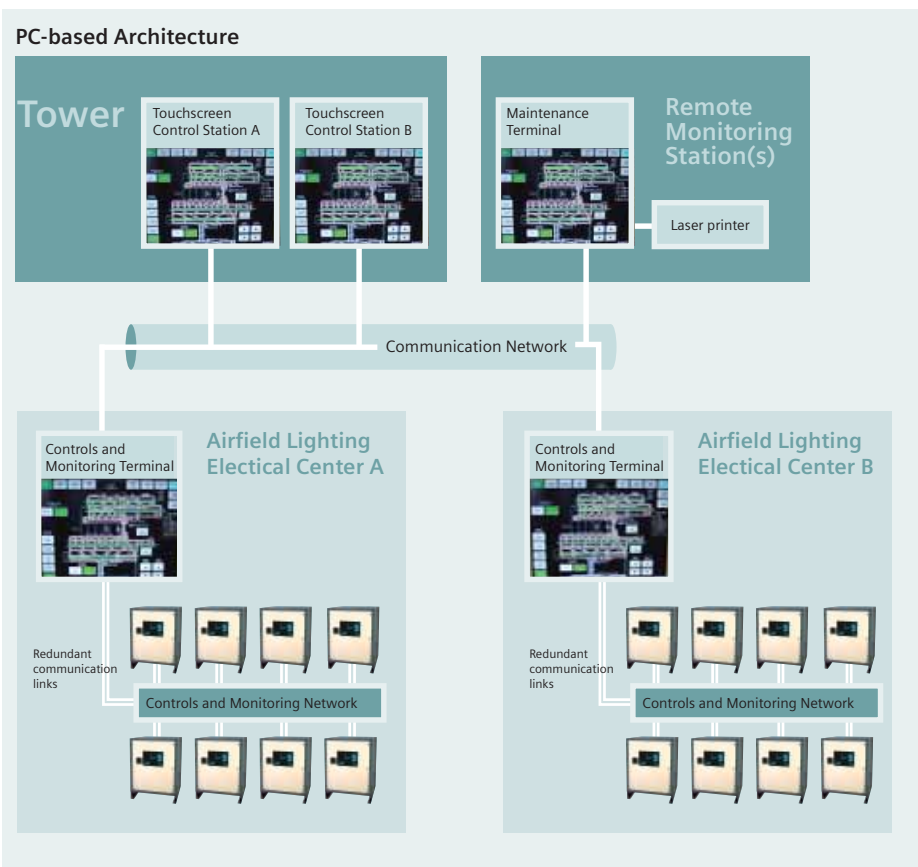 PC-based Architecture
Tower
Touchscreen
Control Station A
Touchscreen
Control Station B
Maintenance
Terminal
Remote
Monitoring
Station(s)
Laser printer
Communication Network
Controls and
Monitoring Terminal
Airfield Lighting
Electical Center A
Redundant
communication
links
Controls and Monitoring Network
Controls and
Monitoring Terminal
Airfield Lighting
Electical Center B
Redundant
communication
links
Controls and Monitoring Network